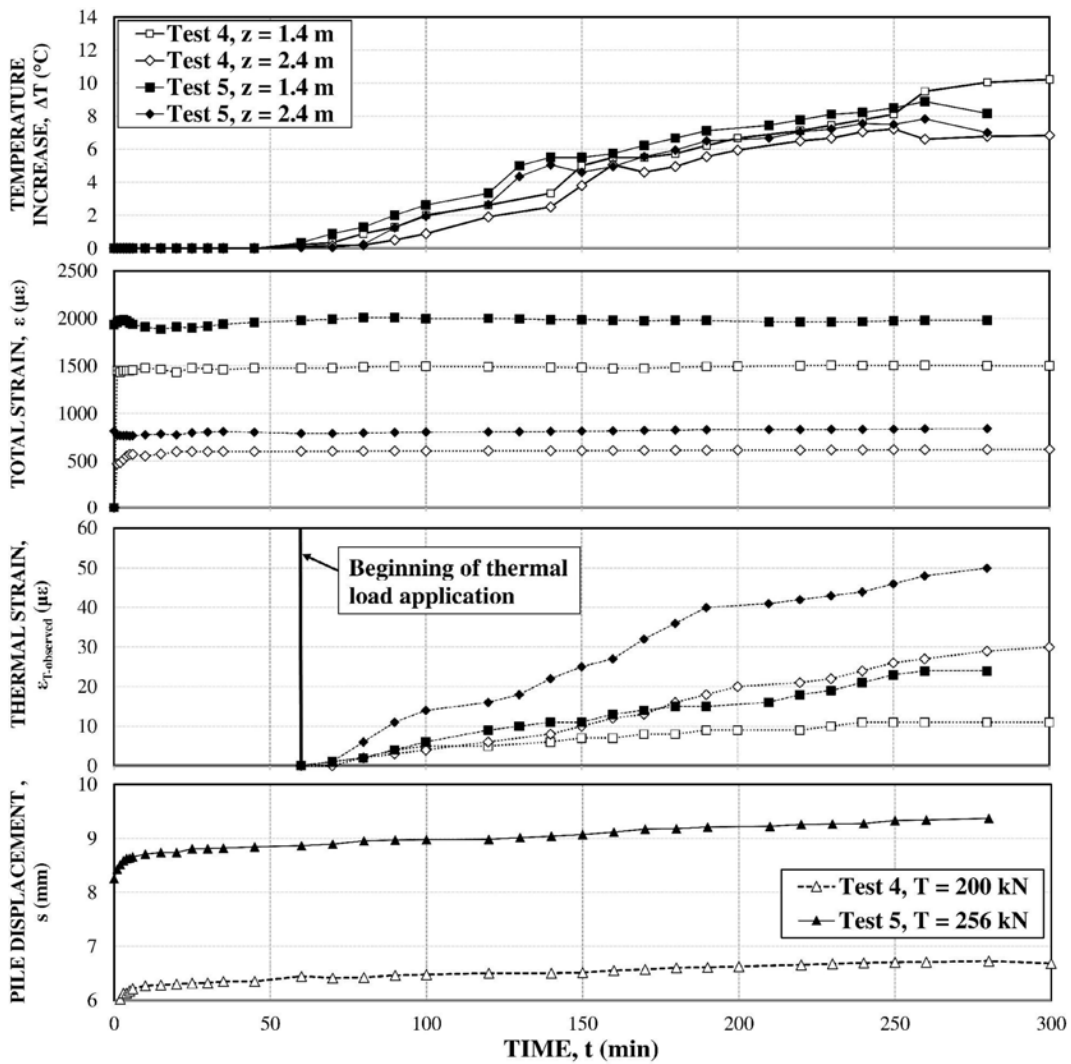 TEMPERATURE
INCREASE, ΔT (°C)
14
12
10
8
6
4
2
0
Test 4, z = 1.4 m
Test 4, z = 2.4 m
Test 5, z = 1.4 m
Test 5, z = 2.4 m
TOTAL STRAIN, ε (με)
2500
2000
1500
1000
500
0
THERMAL STRAIN,
εT-observed (με)
60
50
40
30
20
10
0
Beginning of thermal
load application
PILE DISPLACEMENT ,
s (mm)
10
9
8
7
6
Test 4, T = 200 kN
Test 5, T = 256 kN
0
50
100
150
200
250
300
TIME, t (min)